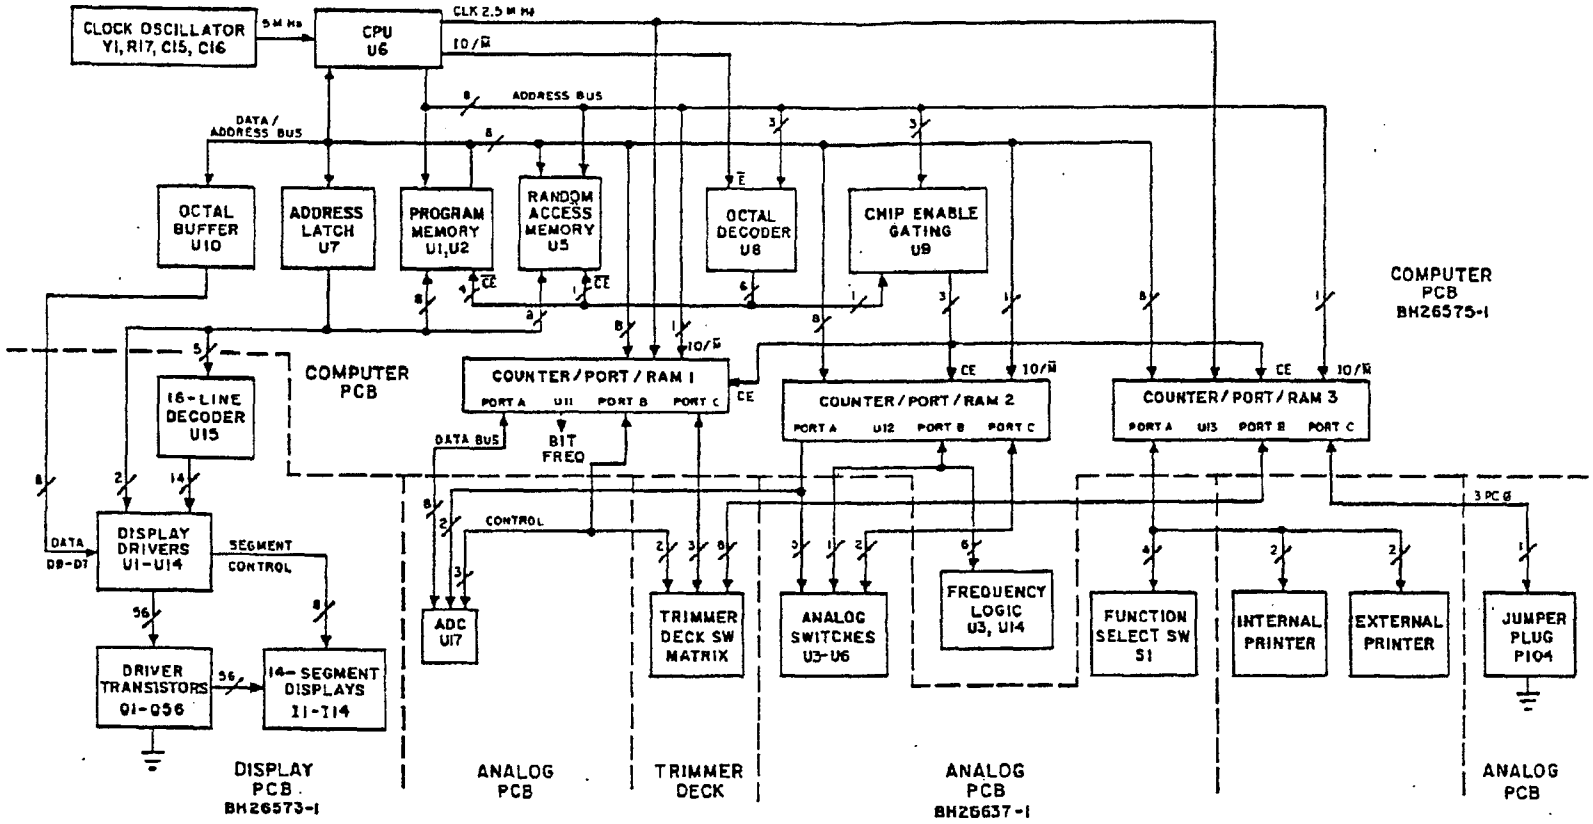 CLK 2.5 MHz
CLOCK OSCILLATOR
Y1, R17, C15, C16
5 MHz
CPU
U6
IO/M̅
8
ADDRESS BUS
DATA/
ADDRESS BUS
8
3
3
E̅
OCTAL
BUFFER
U10
ADDRESS
LATCH
U7
PROGRAM
MEMORY
U1, U2
RANDOM
ACCESS
MEMORY
U5
OCTAL
DECODER
U8
CHIP ENABLE
GATING
U9
C̅E̅
C̅E̅
8
1
6
1
3
1
8
1
8
8
1
8
COMPUTER
PCB
BH26575-1
5
COMPUTER
PCB
IO/M̅
COUNTER/PORT/RAM 1
PORT A U11 PORT B PORT C
CE
CE
IO/M̅
COUNTER/PORT/RAM 2
PORT A U12 PORT B PORT C
CE
IO/M̅
COUNTER/PORT/RAM 3
PORT A U13 PORT B PORT C
16-LINE
DECODER
U15
DATA BUS
BIT
FREQ
8
2
14
8
2
CONTROL
3
2
3
8
5
1
2
6
4
2
2
3 PC 0
1
DATA
D0-D7
DISPLAY
DRIVERS
U1-U14
SEGMENT
CONTROL
8
56
ADC
U17
TRIMMER
DECK SW
MATRIX
ANALOG
SWITCHES
U3-U6
FREQUENCY
LOGIC
U3, U14
FUNCTION
SELECT SW
S1
INTERNAL
PRINTER
EXTERNAL
PRINTER
JUMPER
PLUG
P104
DRIVER
TRANSISTORS
Q1-Q56
56
14-SEGMENT
DISPLAYS
I1-I14
DISPLAY
PCB
BH26573-1
ANALOG
PCB
TRIMMER
DECK
ANALOG
PCB
BH26637-1
ANALOG
PCB